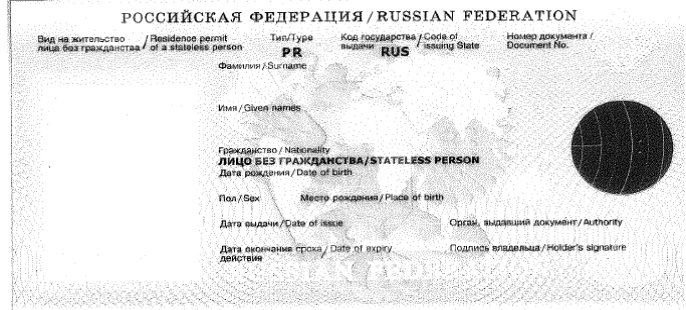 РОССИЙСКАЯ ФЕДЕРАЦИЯ/RUSSIAN FEDERATION
Вид на жительство / Residence permit
лица без гражданства / of a stateless person
Тип/Type
PR
Код государства / Code of
выдачи / issuing State
RUS
Номер документа /
Document No.
Фамилия/Surname
Имя/Given names
Гражданство/Nationality
ЛИЦО БЕЗ ГРАЖДАНСТВА/STATELESS PERSON
Дата рождения/Date of birth
Пол/Sex
Место рождения/Place of birth
Дата выдачи/Date of issue
Орган, выдавший документ/Authority
Дата окончания срока / Date of expiry
действия
Подпись владельца/Holder's signature
RUSSIAN FEDERATION